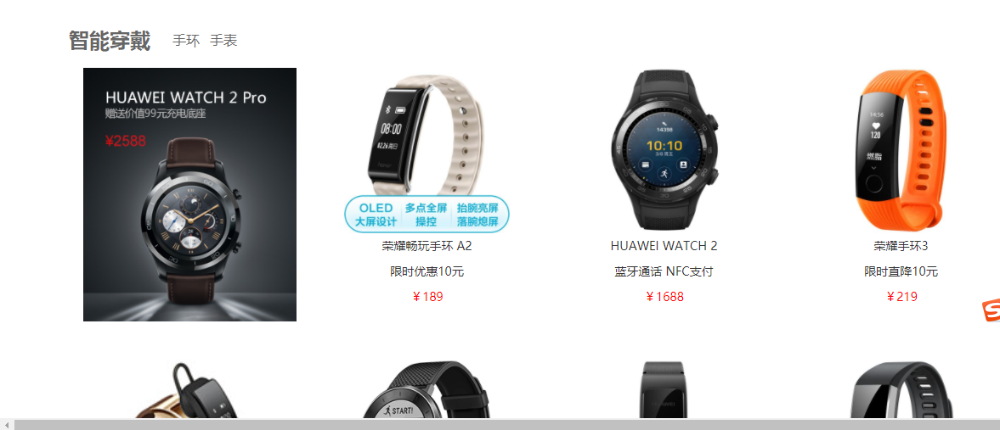 智能穿戴 手环 手表
HUAWEI WATCH 2 Pro
赠送价值99元充电底座
¥2588
08:00
02.26 周五
OLED
大屏设计
多点全屏
操控
抬腕亮屏
落腕熄屏
荣耀畅玩手环 A2
限时优惠10元
¥ 189
14356
10:10
HUAWEI WATCH 2
蓝牙通话 NFC支付
¥ 1688
14:56
120
燃脂
荣耀手环3
限时直降10元
¥ 219
START!
HUAWEI